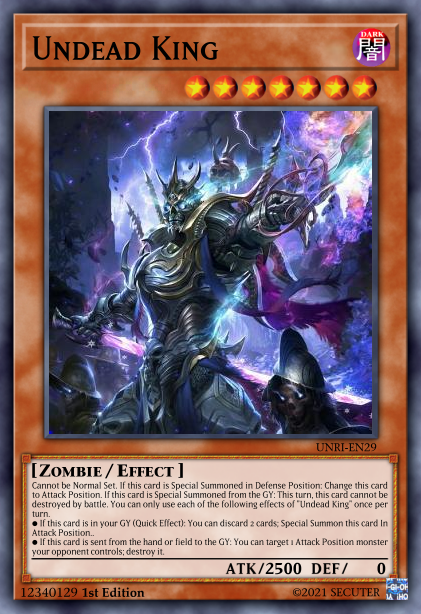 UNDEAD KING
DARK
闇
UNRI-EN29
[ZOMBIE / EFFECT ]
Cannot be Normal Set. If this card is Special Summoned in Defense Position: Change this card
to Attack Position. If this card is Special Summoned from the GY: This turn, this card cannot be
destroyed by battle. You can only use each of the following effects of "Undead King" once per
turn.
● If this card is in your GY (Quick Effect): You can discard 2 cards; Special Summon this card In
Attack Position..
● If this card is sent from the hand or field to the GY: You can target 1 Attack Position monster
your opponent controls; destroy it.
ATK/2500 DEF/ 0
12340129 1st Edition
©2021 SECUTER